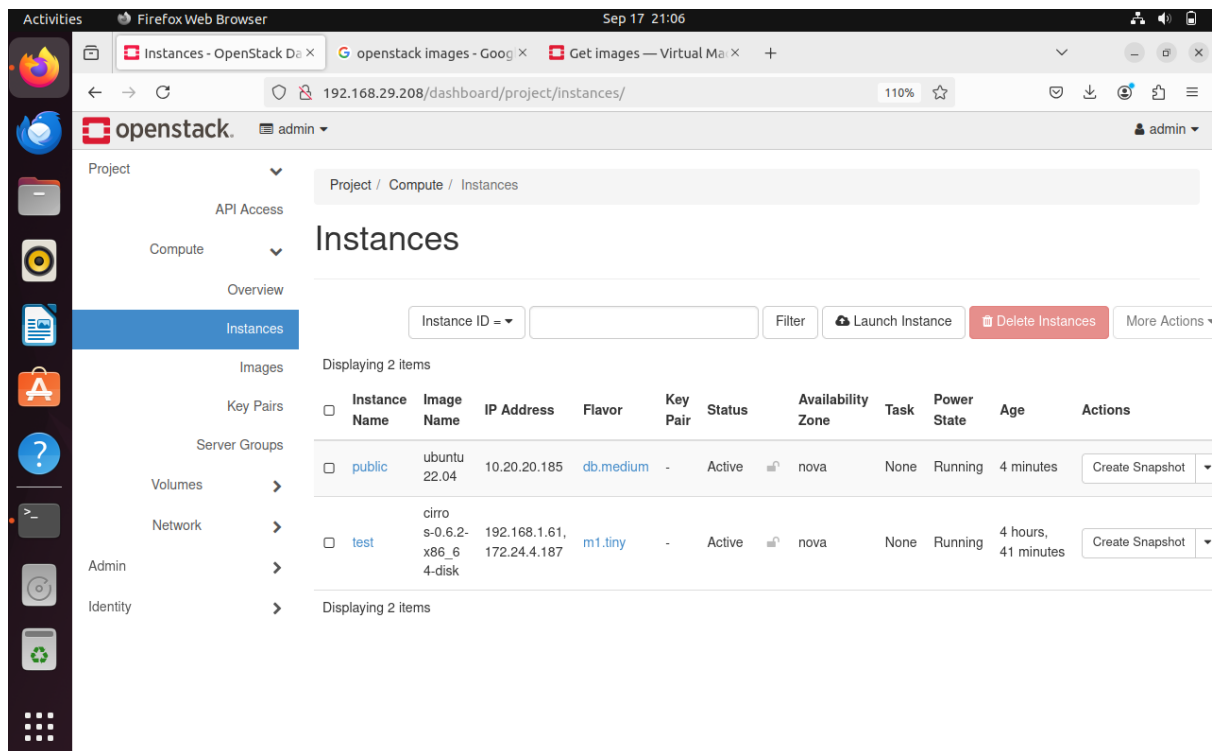 Activities Firefox Web Browser Sep 17 21:06
Instances - OpenStack Da openstack images - Goog Get images — Virtual Mac
192.168.29.208/dashboard/project/instances/ 110%
openstack. admin admin
Project
API Access
Compute
Overview
Instances
Images
Key Pairs
Server Groups
Volumes
Network
Admin
Identity
Project / Compute / Instances
Instances
Instance ID = Filter Launch Instance Delete Instances More Actions
Displaying 2 items
Instance Name Image Name IP Address Flavor Key Pair Status Availability Zone Task Power State Age Actions
public ubuntu 22.04 10.20.20.185 db.medium - Active nova None Running 4 minutes Create Snapshot
test cirros-0.6.2-x86_64-disk 192.168.1.61, 172.24.4.187 m1.tiny - Active nova None Running 4 hours, 41 minutes Create Snapshot
Displaying 2 items